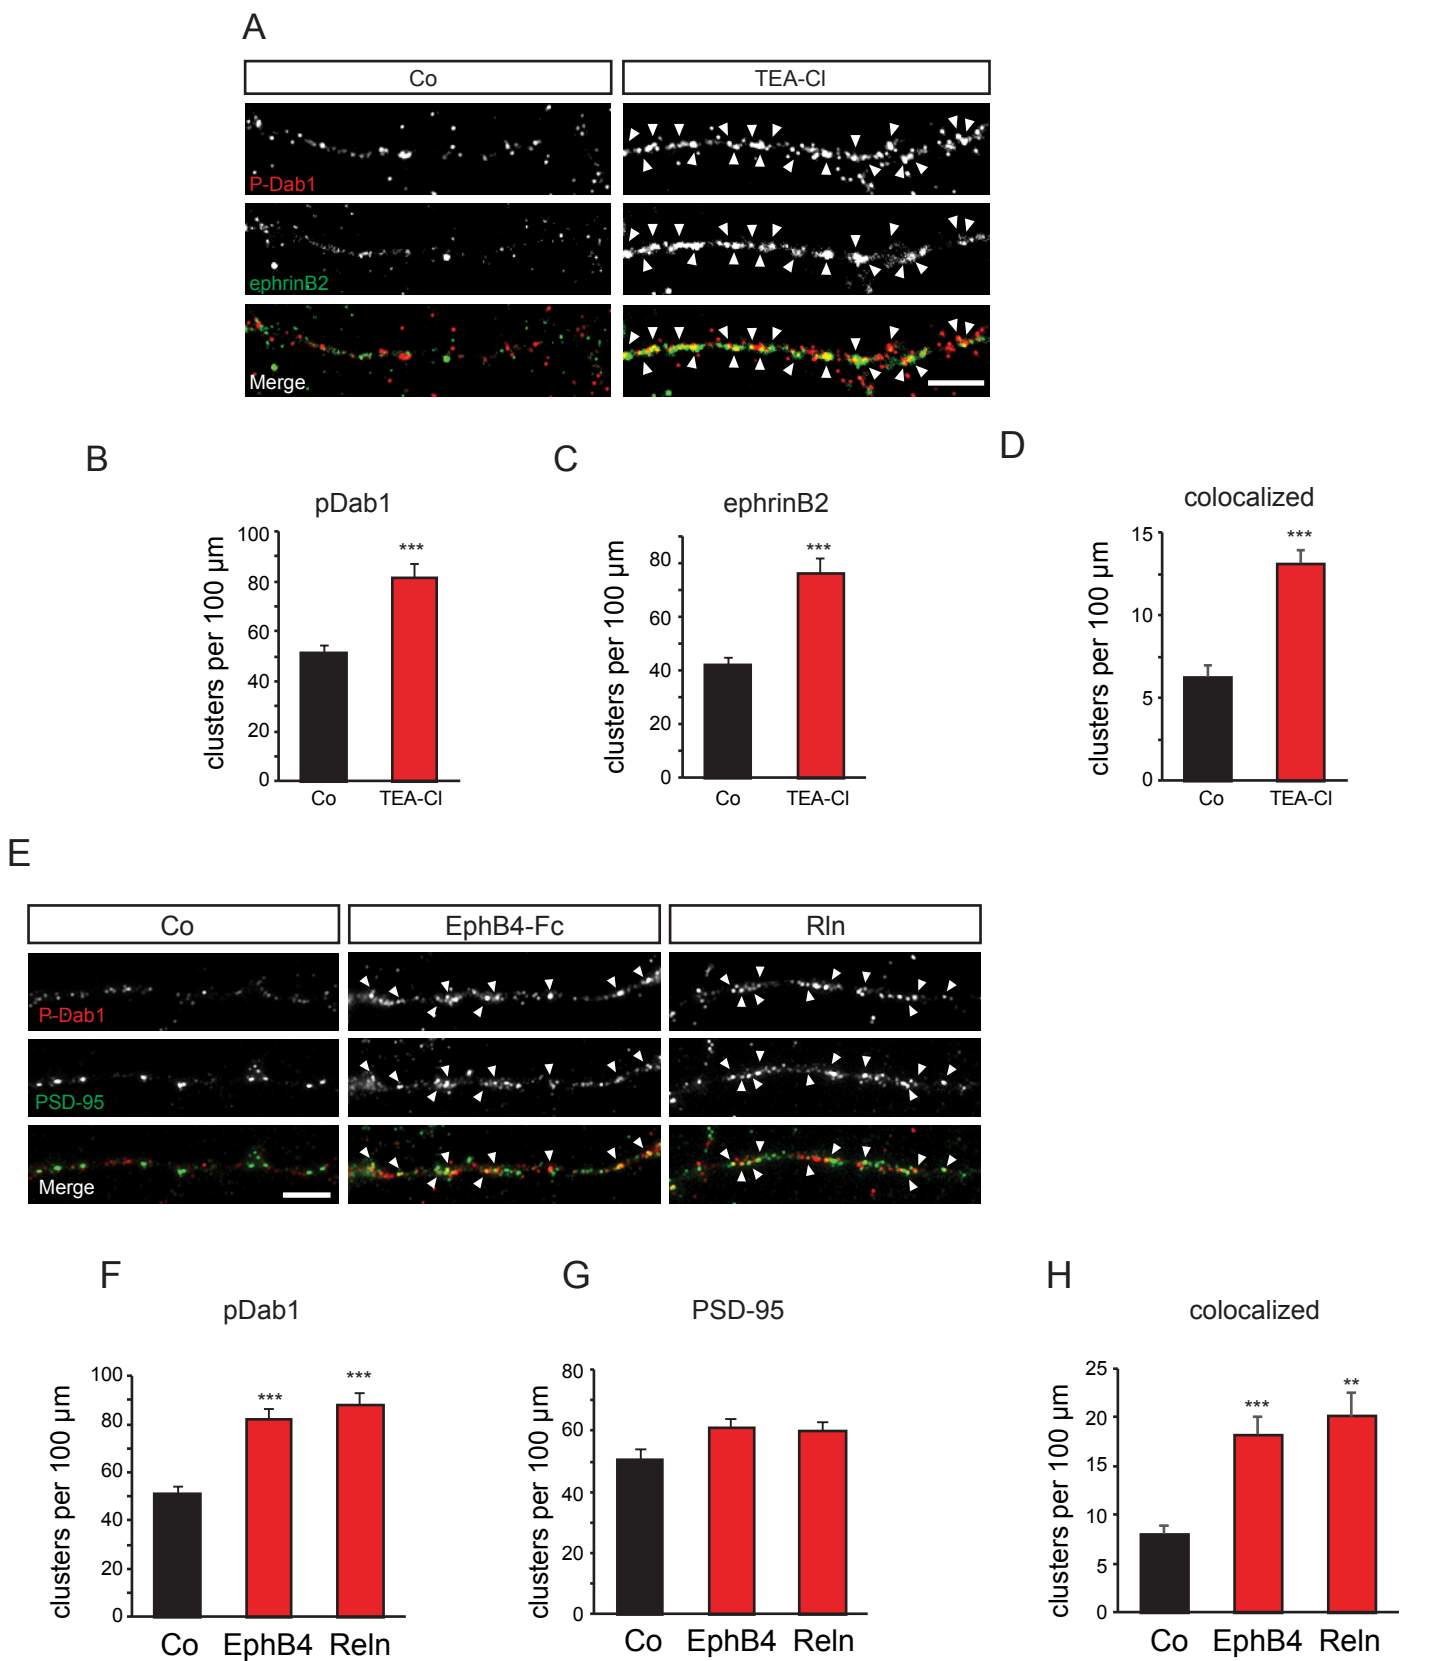 A
Co TEA-Cl
P-Dab1
ephrinB2
Merge
B C D
pDab1 ephrinB2 colocalized
clusters per 100 µm
100
80
60
40
20
0
***
Co TEA-Cl
clusters per 100 µm
80
60
40
20
0
***
Co TEA-Cl
clusters per 100 µm
15
10
5
0
***
Co TEA-Cl
E
Co EphB4-Fc Rln
P-Dab1
PSD-95
Merge
F G H
pDab1 PSD-95 colocalized
clusters per 100 µm
100
80
60
40
20
0
*** ***
Co EphB4 Reln
clusters per 100 µm
80
60
40
20
0
Co EphB4 Reln
clusters per 100 µm
25
20
15
10
5
0
*** **
Co EphB4 Reln